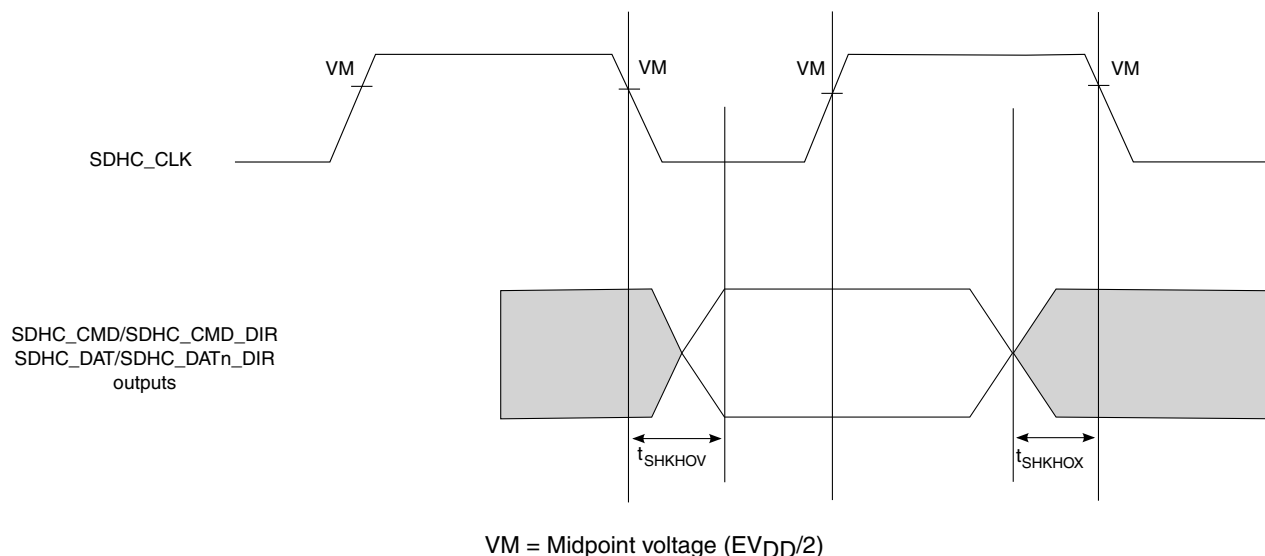 VM
VM
VM
VM
SDHC_CLK
SDHC_CMD/SDHC_CMD_DIR
SDHC_DAT/SDHC_DATn_DIR
outputs
tSHKHOV
tSHKHOX
VM = Midpoint voltage (EVDD/2)